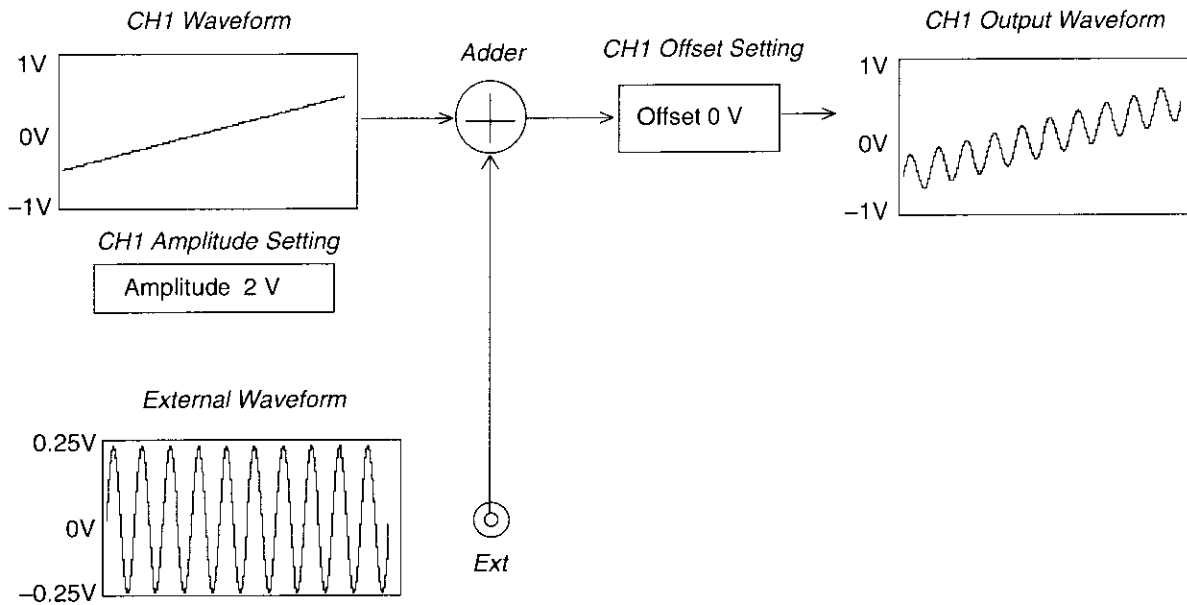 CH1 Waveform
1V
0V
−1V
CH1 Amplitude Setting
Amplitude 2 V
Adder
CH1 Offset Setting
Offset 0 V
CH1 Output Waveform
1V
0V
−1V
External Waveform
0.25V
0V
−0.25V
Ext